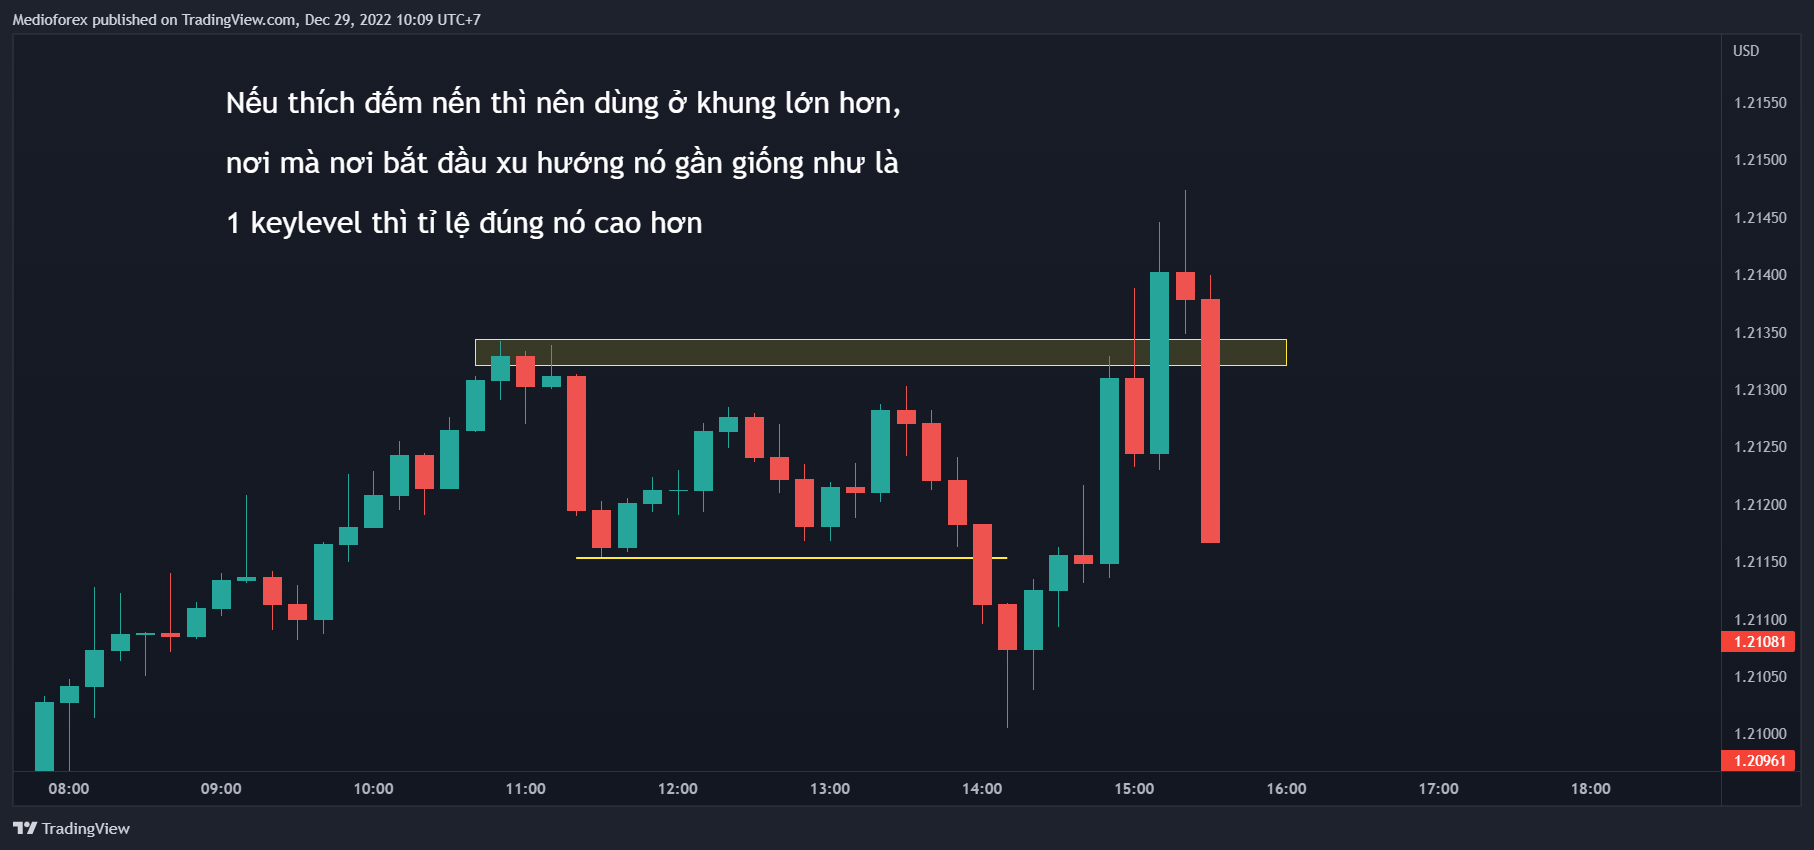 Medioforex published on TradingView.com, Dec 29, 2022 10:09 UTC+7
USD
Nếu thích đếm nến thì nên dùng ở khung lớn hơn,
nơi mà nơi bắt đầu xu hướng nó gần giống như là
1 keylevel thì tỉ lệ đúng nó cao hơn
1.21550
1.21500
1.21450
1.21400
1.21350
1.21300
1.21250
1.21200
1.21150
1.21100
1.21081
1.21050
1.21000
1.20961
08:00 09:00 10:00 11:00 12:00 13:00 14:00 15:00 16:00 17:00 18:00
TradingView